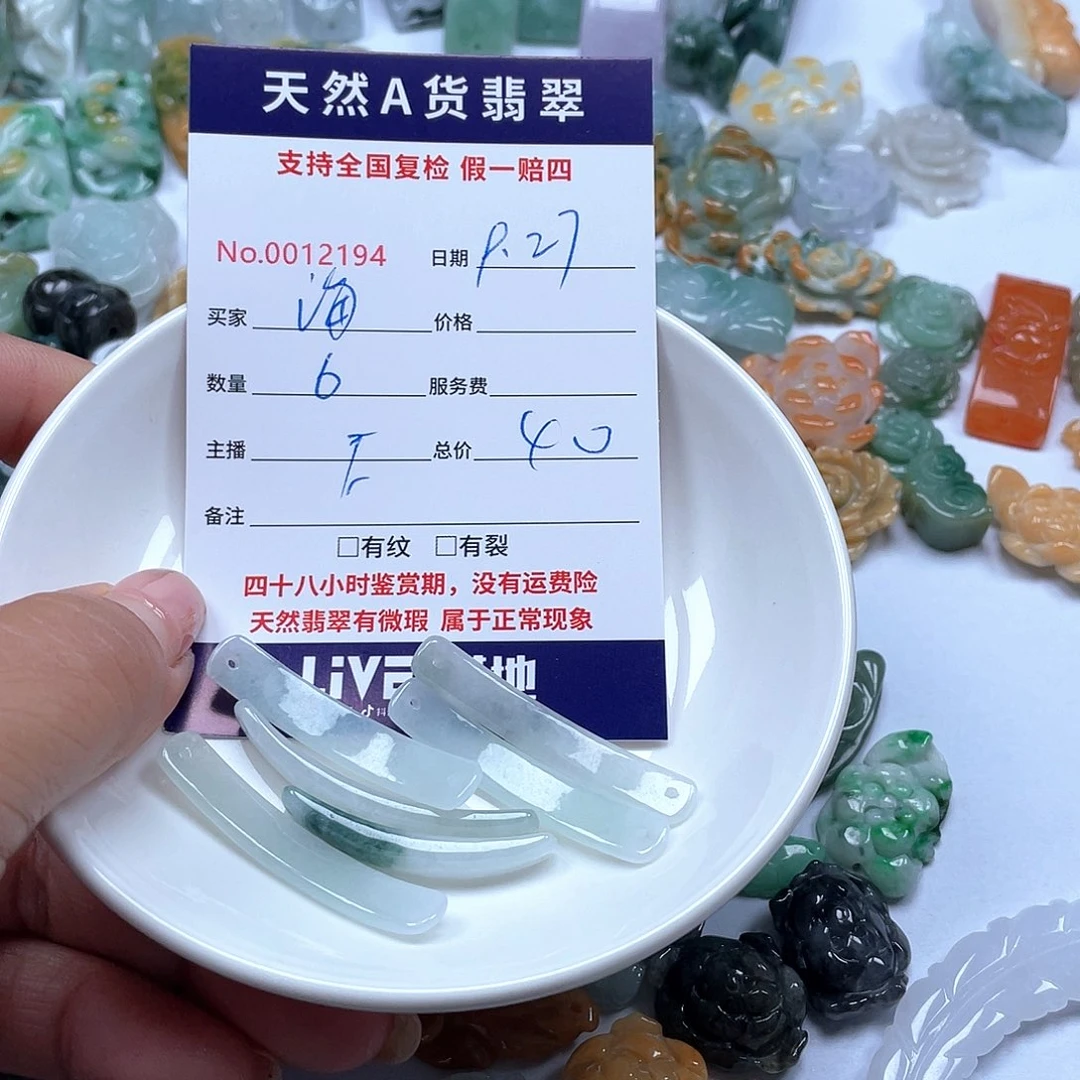 天然A货翡翠
支持全国复检 假一赔四
No.0012194 日期 P.27
买家 海 价格
数量 6 服务费
主播 总价 40
备注
□有纹 □有裂
四十八小时鉴赏期，没有运费险
天然翡翠有微瑕 属于正常现象